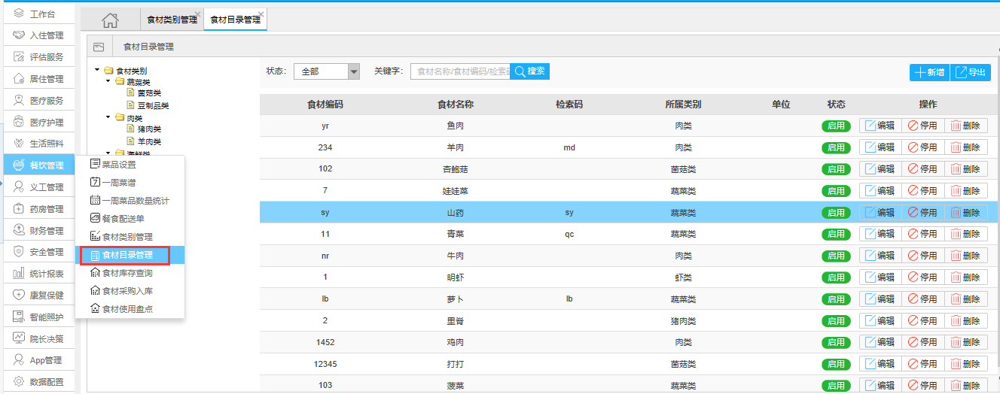 工作台
入住管理
评估服务
居住管理
医疗服务
医疗护理
生活照料
餐饮管理
义工管理
药房管理
财务管理
安全管理
统计报表
康复保健
智能照护
院长决策
App管理
数据配置
菜品设置
一周菜谱
一周菜品数量统计
餐食配送单
食材类别管理
食材目录管理
食材库存查询
食材采购入库
食材使用盘点
食材类别管理 食材目录管理
食材目录管理
食材类别
蔬菜类
菌菇类
豆制品类
肉类
猪肉类
羊肉类
海鲜类
状态: 全部 关键字: 食材名称/食材编码/检索码 搜索 新增 导出
食材编码 食材名称 检索码 所属类别 单位 状态 操作
yr 鱼肉 肉类 启用 编辑 停用 删除
234 羊肉 md 肉类 启用 编辑 停用 删除
102 杏鲍菇 菌菇类 启用 编辑 停用 删除
7 娃娃菜 蔬菜类 启用 编辑 停用 删除
sy 山药 sy 蔬菜类 启用 编辑 停用 删除
11 青菜 qc 蔬菜类 启用 编辑 停用 删除
nr 牛肉 肉类 启用 编辑 停用 删除
1 明虾 虾类 启用 编辑 停用 删除
lb 萝卜 lb 蔬菜类 启用 编辑 停用 删除
2 里脊 猪肉类 启用 编辑 停用 删除
1452 鸡肉 肉类 启用 编辑 停用 删除
12345 打打 菌菇类 启用 编辑 停用 删除
103 菠菜 蔬菜类 启用 编辑 停用 删除